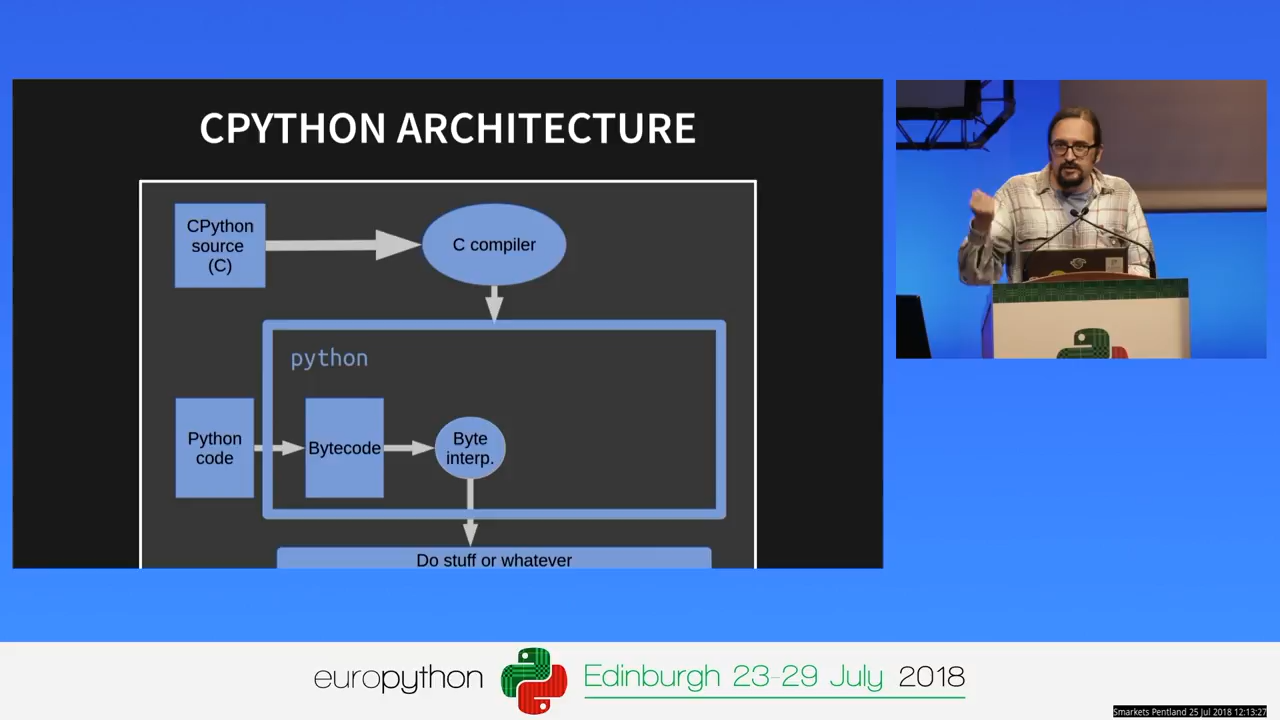 CPYTHON ARCHITECTURE
CPython
source
(C)
C compiler
python
Python
code
Bytecode
Byte
interp.
Do stuff or whatever
europython
Edinburgh 23-29 July 2018
Smarkets Pentland 25 Jul 2018 12:13:27